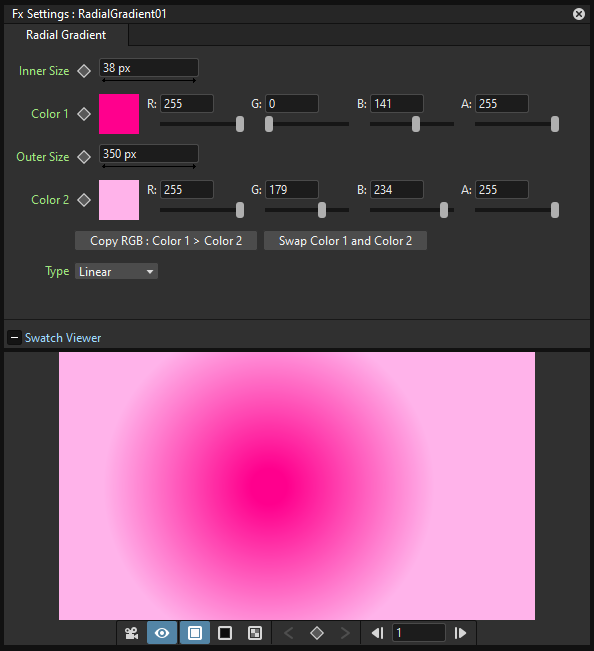 Fx Settings : RadialGradient01
Radial Gradient
Inner Size 38 px
Color 1 R: 255 G: 0 B: 141 A: 255
Outer Size 350 px
Color 2 R: 255 G: 179 B: 234 A: 255
Copy RGB : Color 1 > Color 2 Swap Color 1 and Color 2
Type Linear
Swatch Viewer
1